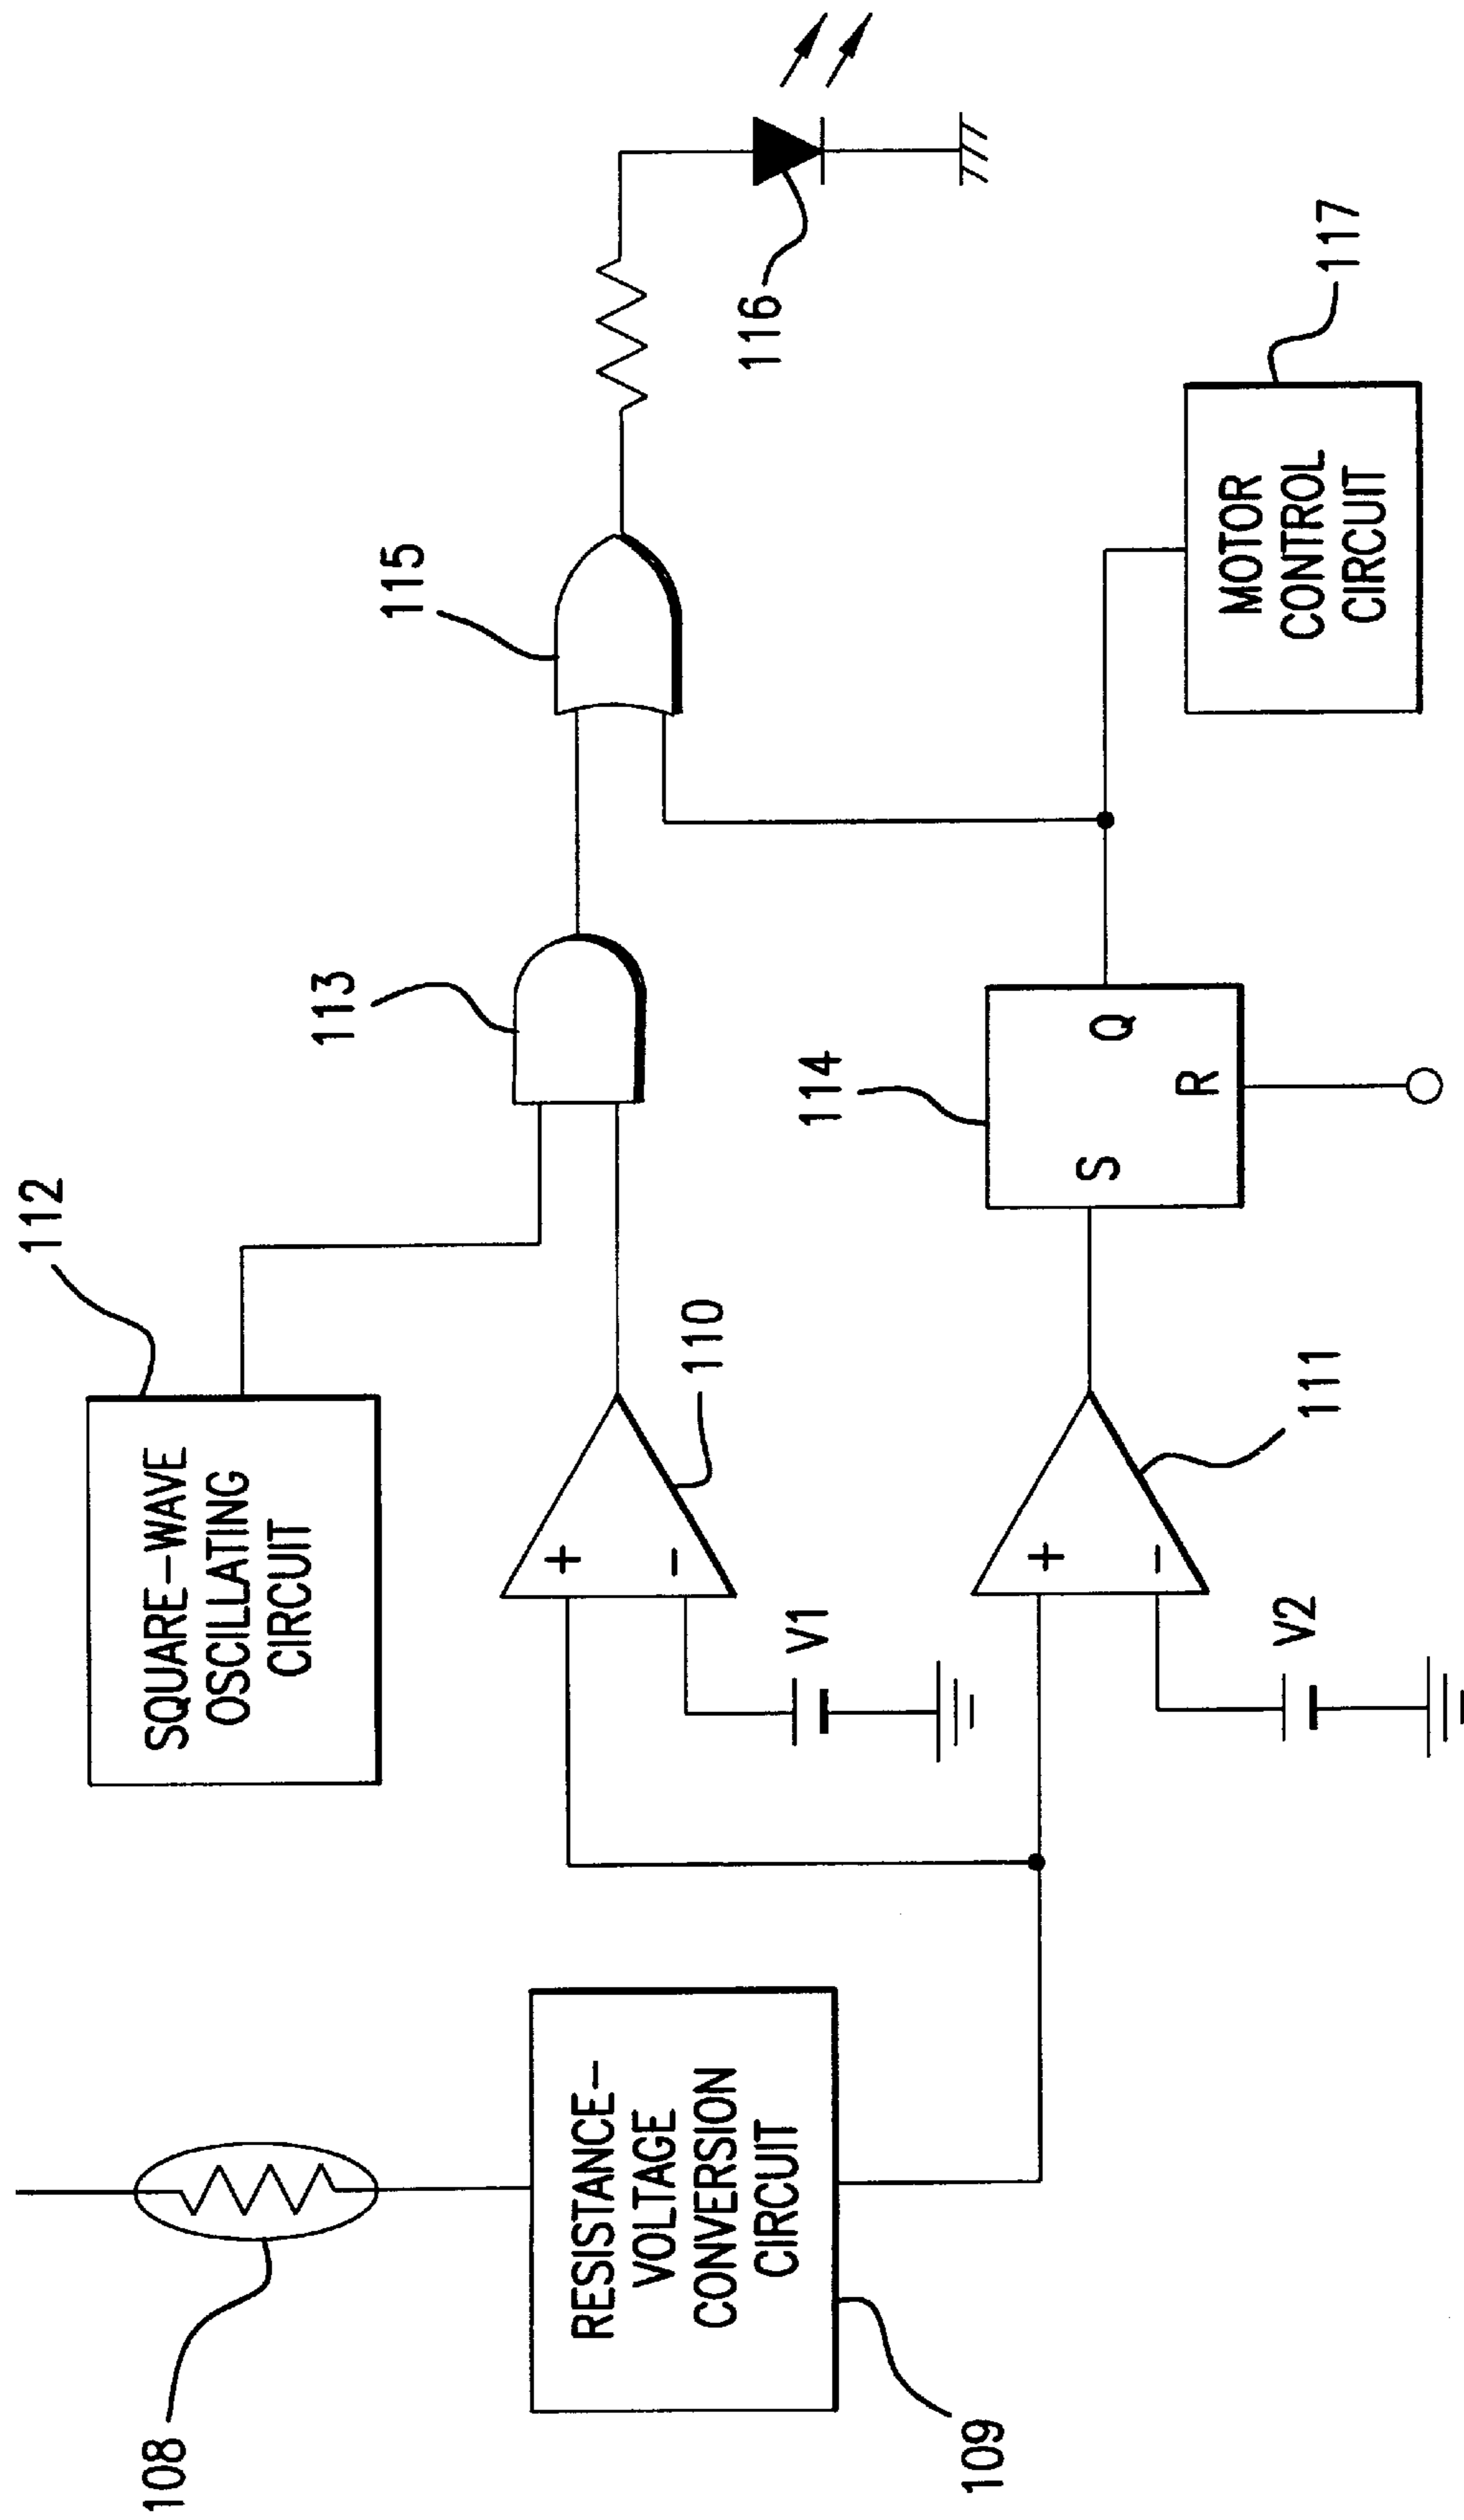 112
SQUARE-WAVE
OSCILLATING
CIRCUIT
113
115
108
110
116
V1
RESISTANCE-
VOLTAGE
CONVERSION
CIRCUIT
109
+
-
114
S
Q
R
117
MOTOR
CONTROL
CIRCUIT
+
-
111
V2